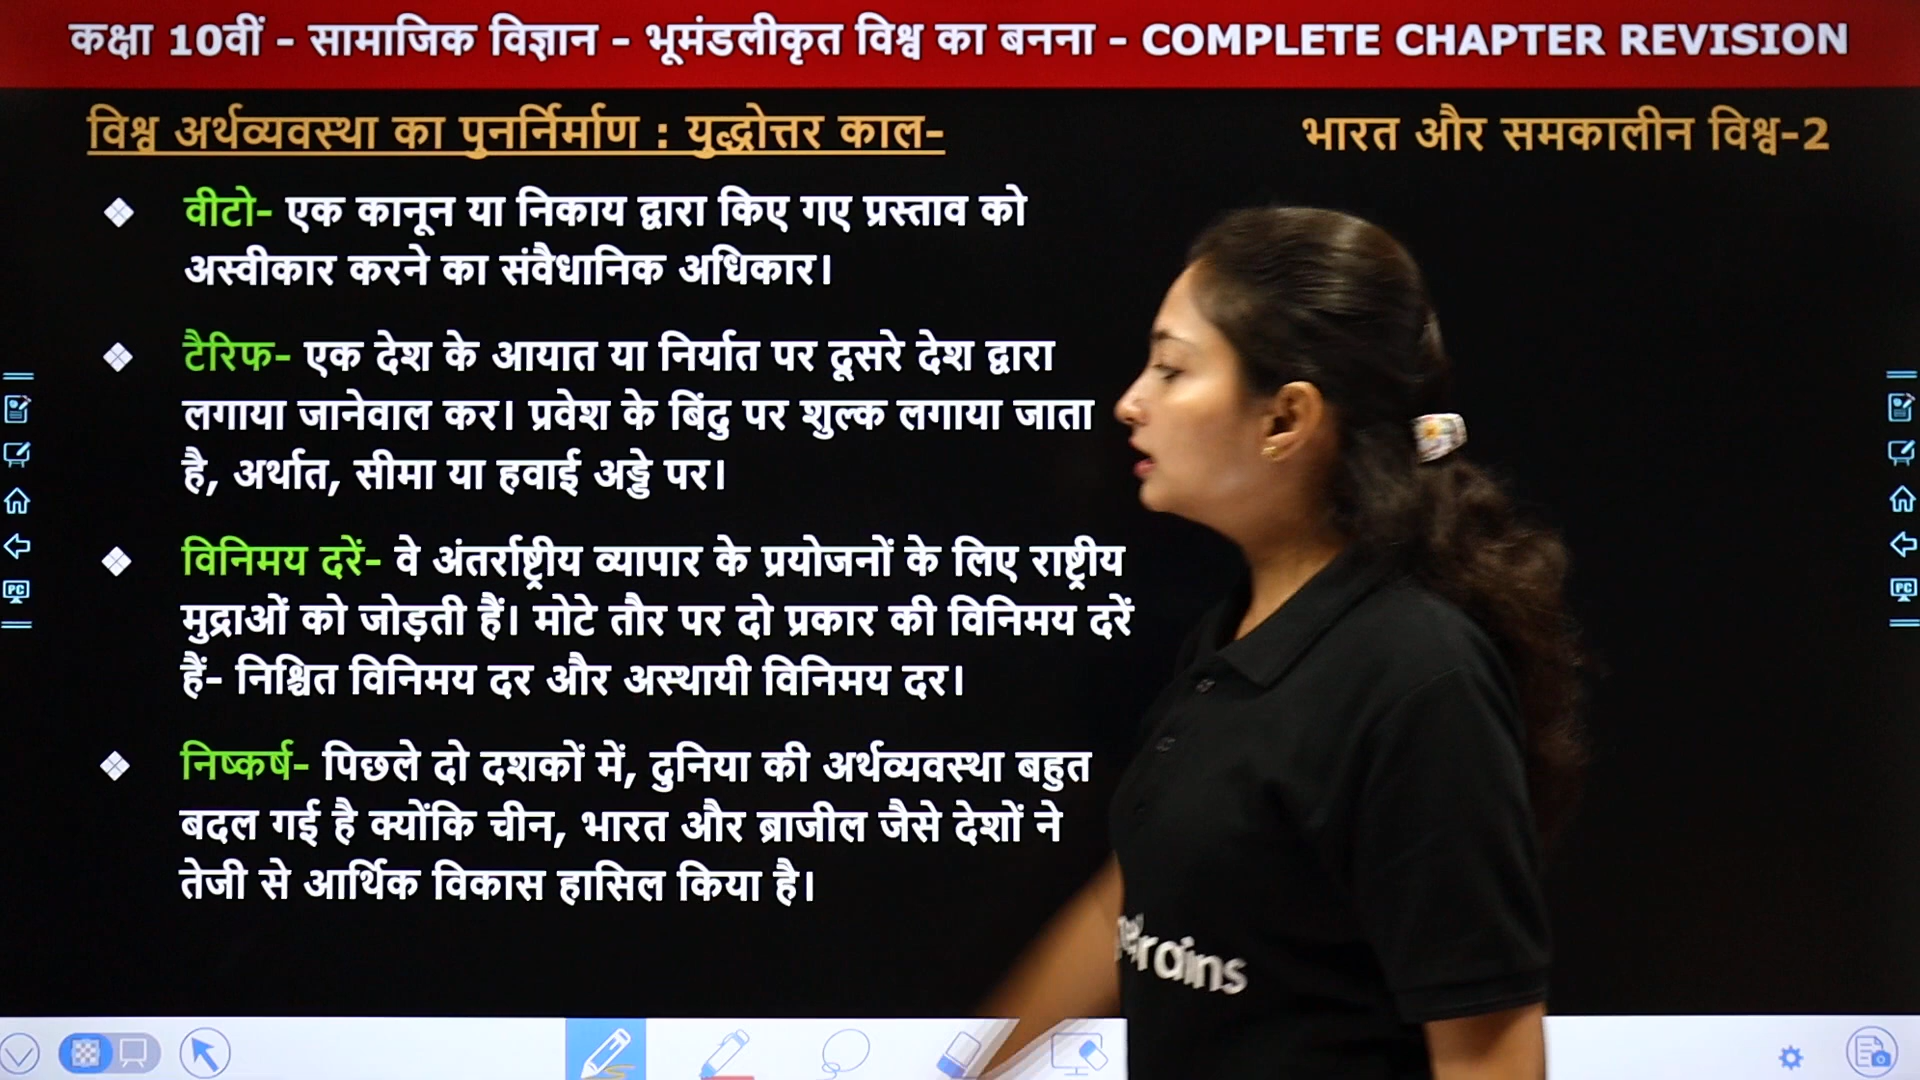 कक्षा 10वीं - सामाजिक विज्ञान - भूमंडलीकृत विश्व का बनना - COMPLETE CHAPTER REVISION
विश्व अर्थव्यवस्था का पुनर्निर्माण : युद्धोत्तर काल-
भारत और समकालीन विश्व-2
वीटो- एक कानून या निकाय द्वारा किए गए प्रस्ताव को
अस्वीकार करने का संवैधानिक अधिकार।
टैरिफ- एक देश के आयात या निर्यात पर दूसरे देश द्वारा
लगाया जानेवाल कर। प्रवेश के बिंदु पर शुल्क लगाया जाता
है, अर्थात, सीमा या हवाई अड्डे पर।
विनिमय दरें- वे अंतर्राष्ट्रीय व्यापार के प्रयोजनों के लिए राष्ट्रीय
मुद्राओं को जोड़ती हैं। मोटे तौर पर दो प्रकार की विनिमय दरें
हैं- निश्चित विनिमय दर और अस्थायी विनिमय दर।
निष्कर्ष- पिछले दो दशकों में, दुनिया की अर्थव्यवस्था बहुत
बदल गई है क्योंकि चीन, भारत और ब्राजील जैसे देशों ने
तेजी से आर्थिक विकास हासिल किया है।
PC
PC